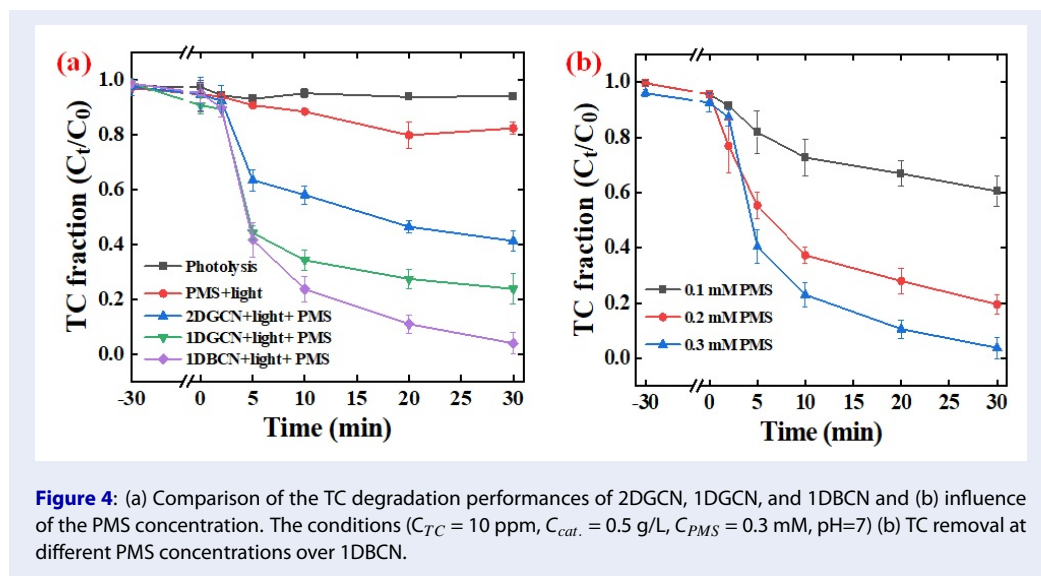 (a)
TC fraction (Ct/C0)
1.0
0.8
0.6
0.4
0.2
0.0
Photolysis
PMS+light
2DGCN+light+ PMS
1DGCN+light+ PMS
1DBCN+light+ PMS
-30 0 5 10 15 20 25 30
Time (min)
(b)
TC fraction (Ct/C0)
1.0
0.8
0.6
0.4
0.2
0.0
0.1 mM PMS
0.2 mM PMS
0.3 mM PMS
-30 0 5 10 15 20 25 30
Time (min)
Figure 4: (a) Comparison of the TC degradation performances of 2DGCN, 1DGCN, and 1DBCN and (b) influence
of the PMS concentration. The conditions (CTC = 10 ppm, Ccat. = 0.5 g/L, CPMS = 0.3 mM, pH=7) (b) TC removal at
different PMS concentrations over 1DBCN.